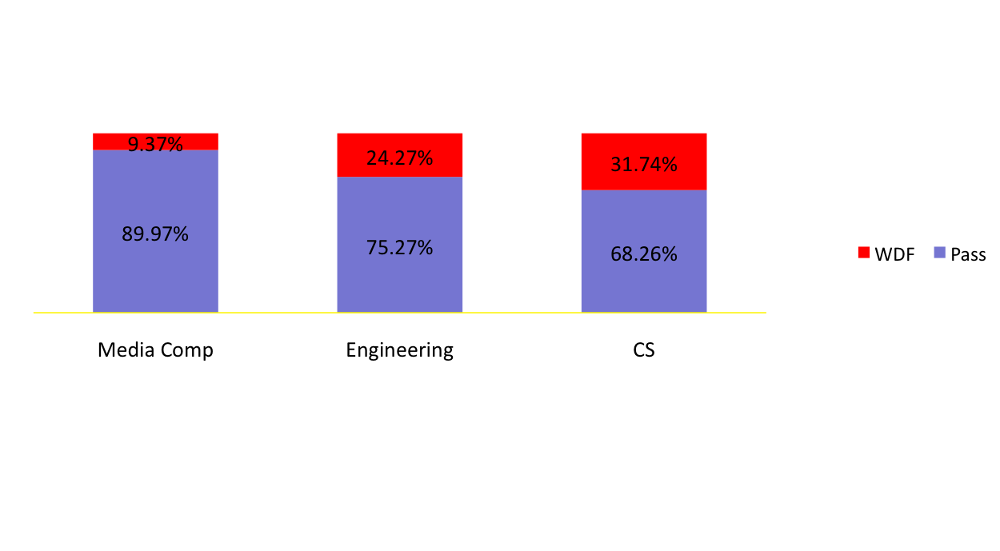 9.37%
24.27%
31.74%
89.97%
75.27%
68.26%
WDF
Pass
Media Comp
Engineering
CS